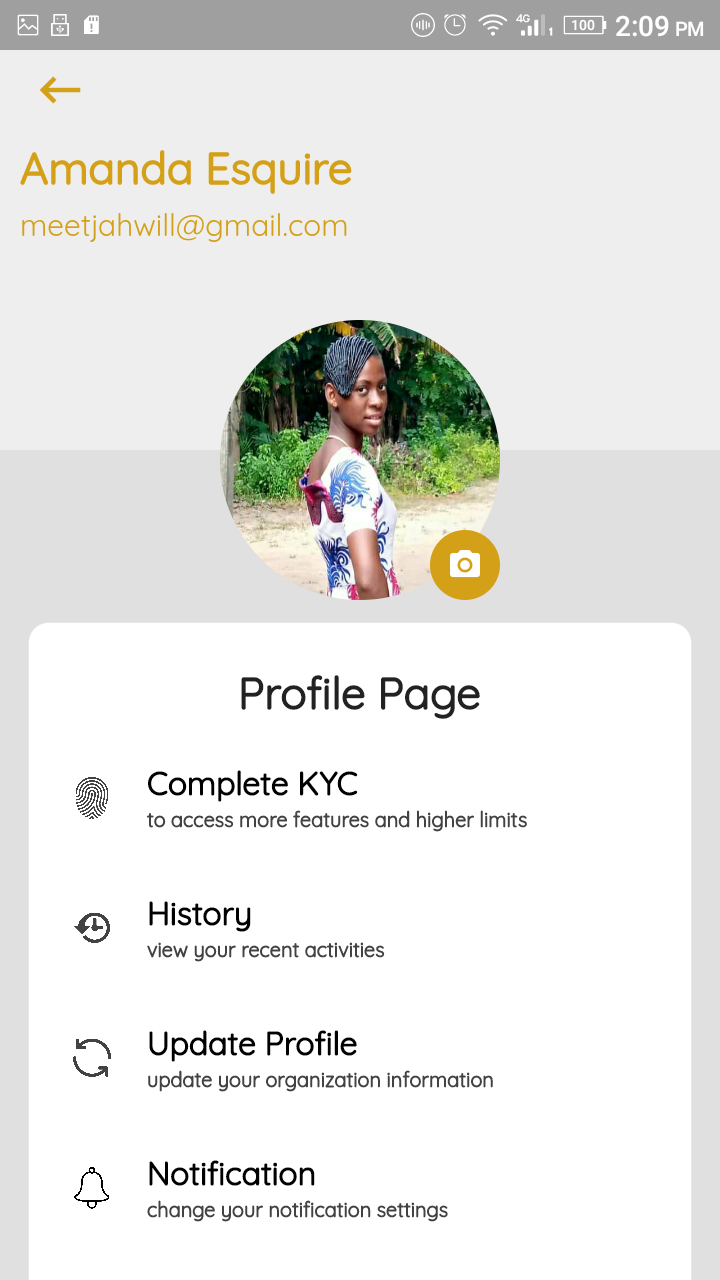 4G 1 100 2:09 PM
Amanda Esquire
meetjahwill@gmail.com
Profile Page
Complete KYC
to access more features and higher limits
History
view your recent activities
Update Profile
update your organization information
Notification
change your notification settings